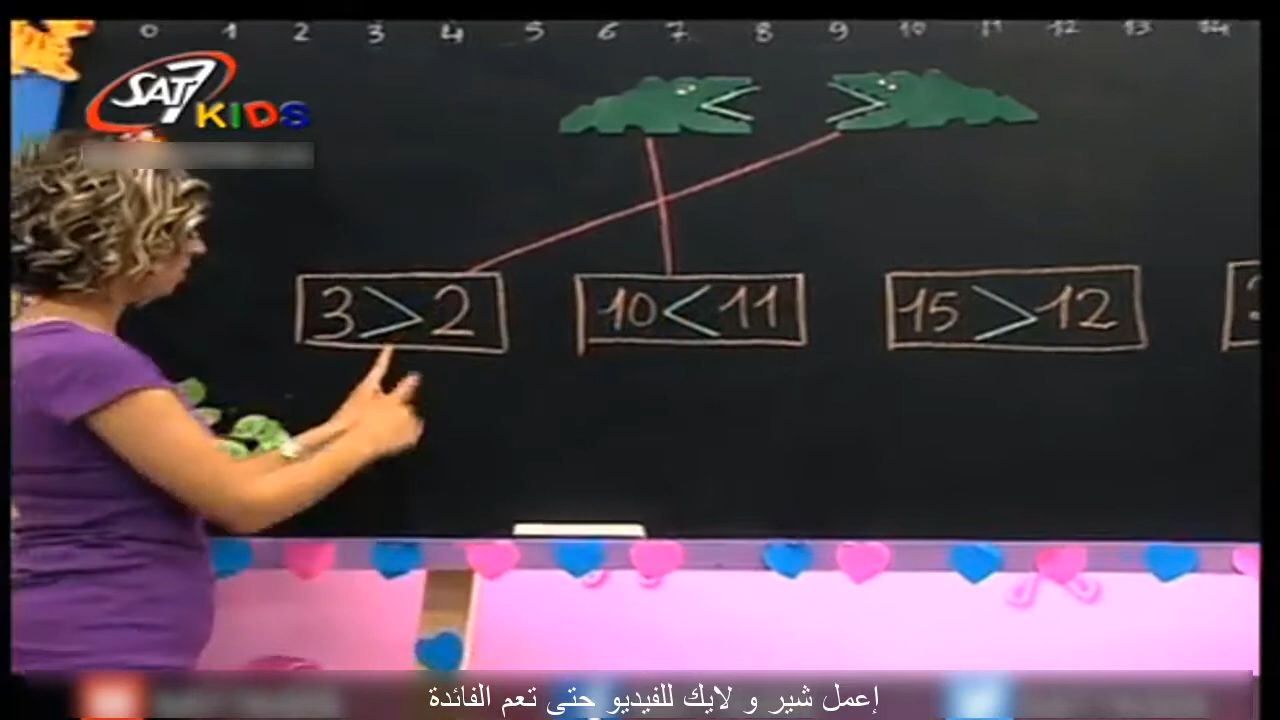 0 1 2 3 4 5 6 7 8 9 10 11 12 13 14
SAT7
KIDS
3>2 10<11 15>12
إعمل شير و لايك للفيديو حتى تعم الفائدة